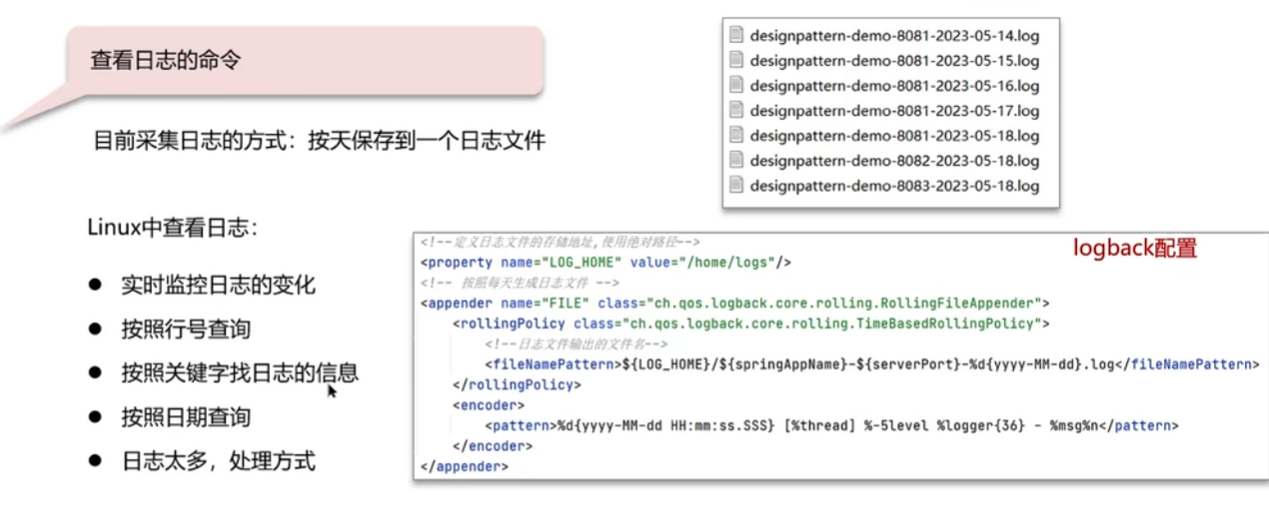 查看日志的命令
目前采集日志的方式：按天保存到一个日志文件
designpattern-demo-8081-2023-05-14.log
designpattern-demo-8081-2023-05-15.log
designpattern-demo-8081-2023-05-16.log
designpattern-demo-8081-2023-05-17.log
designpattern-demo-8081-2023-05-18.log
designpattern-demo-8082-2023-05-18.log
designpattern-demo-8083-2023-05-18.log
Linux中查看日志：
● 实时监控日志的变化
● 按照行号查询
● 按照关键字找日志的信息
● 按照日期查询
● 日志太多，处理方式
logback配置
<!--定义日志文件的存储地址,使用绝对路径-->
<property name="LOG_HOME" value="/home/logs"/>
<!-- 按照每天生成日志文件 -->
<appender name="FILE" class="ch.qos.logback.core.rolling.RollingFileAppender">
<rollingPolicy class="ch.qos.logback.core.rolling.TimeBasedRollingPolicy">
<!--日志文件输出的文件名-->
<fileNamePattern>${LOG_HOME}/${springAppName}-${serverPort}-%d{yyyy-MM-dd}.log</fileNamePattern>
</rollingPolicy>
<encoder>
<pattern>%d{yyyy-MM-dd HH:mm:ss.SSS} [%thread] %-5level %logger{36} - %msg%n</pattern>
</encoder>
</appender>